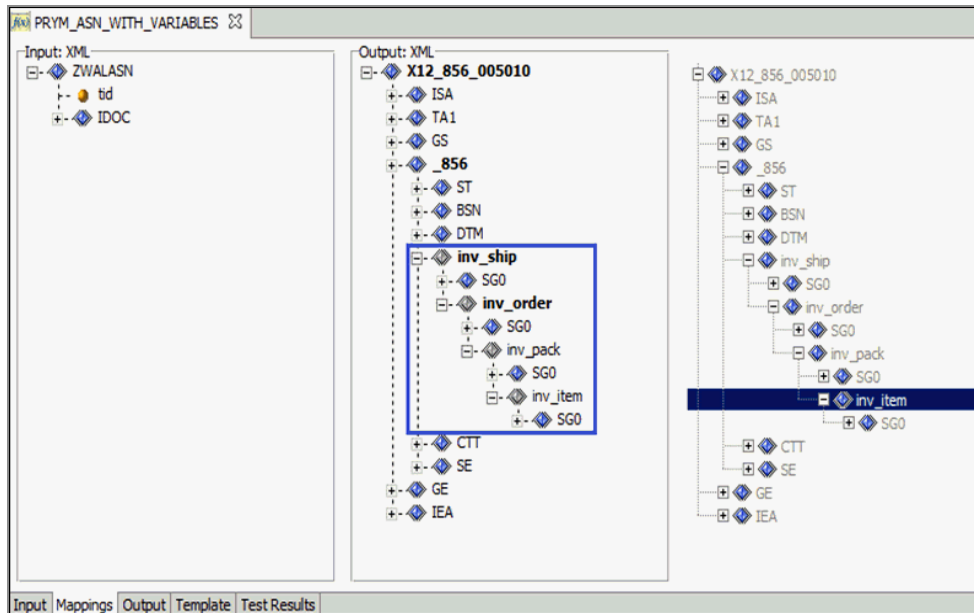 f(x) PRYM_ASN_WITH_VARIABLES
Input: XML
ZWALASN
tid
IDOC
Output: XML
X12_856_005010
ISA
TA1
GS
_856
ST
BSN
DTM
inv_ship
SG0
inv_order
SG0
inv_pack
SG0
inv_item
SG0
CTT
SE
GE
IEA
X12_856_005010
ISA
TA1
GS
_856
ST
BSN
DTM
inv_ship
SG0
inv_order
SG0
inv_pack
SG0
inv_item
SG0
CTT
SE
GE
IEA
Input Mappings Output Template Test Results